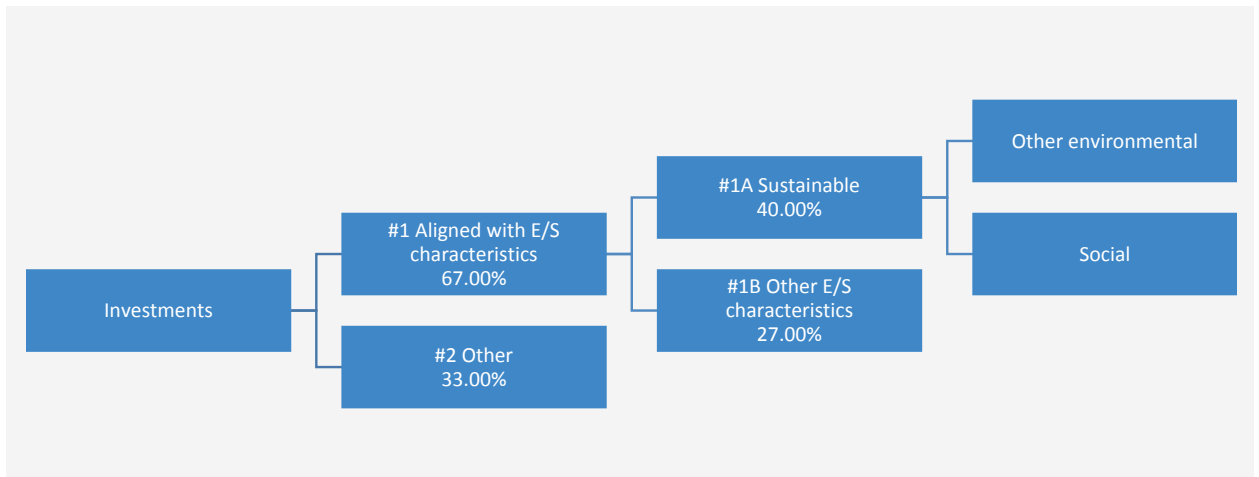 Investments
#1 Aligned with E/S
characteristics
67.00%
#2 Other
33.00%
#1A Sustainable
40.00%
#1B Other E/S
characteristics
27.00%
Other environmental
Social